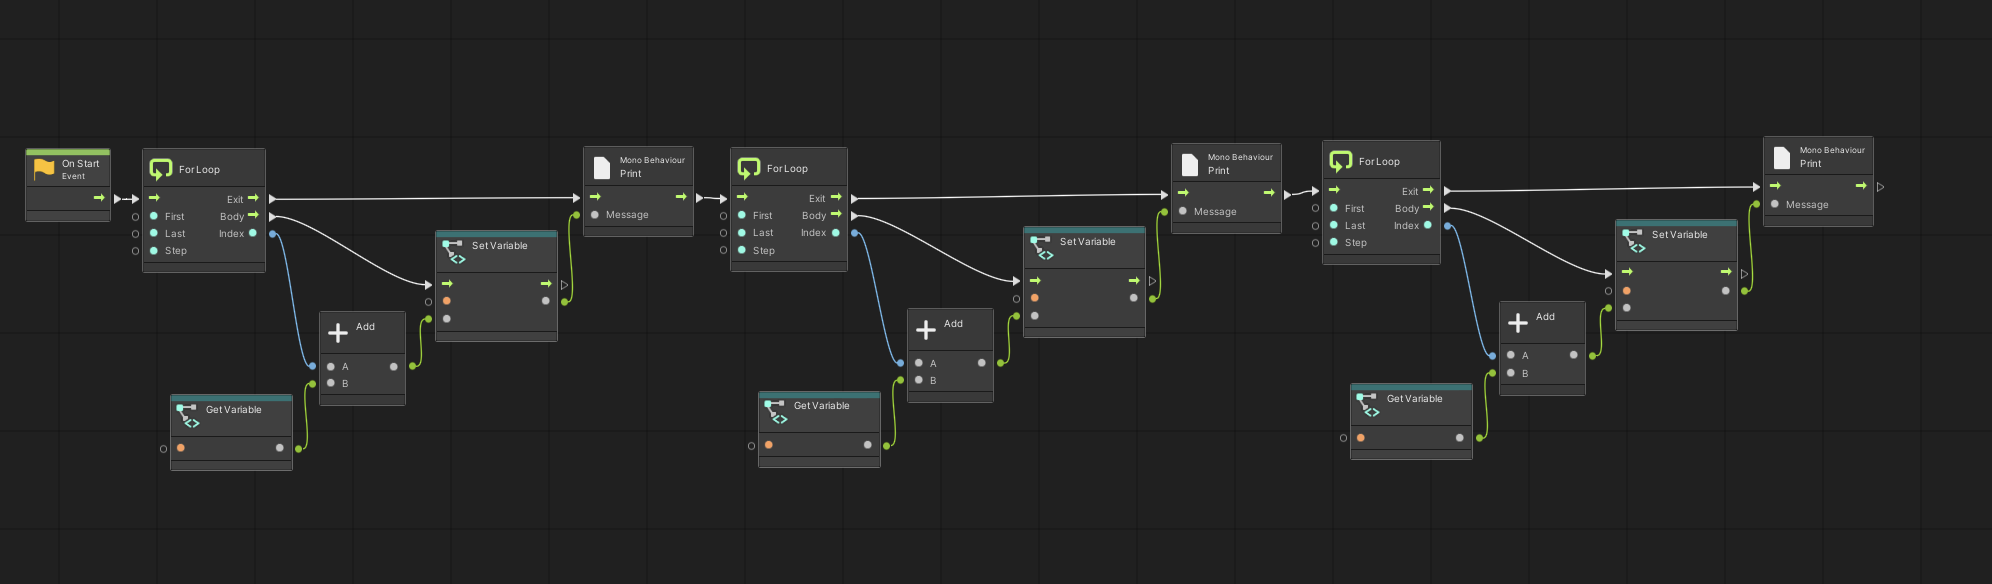 On Start
Event
For Loop
Exit
First
Body
Last
Index
Step
Get Variable
Add
A
B
Set Variable
Mono Behaviour
Print
Message
For Loop
Exit
First
Body
Last
Index
Step
Get Variable
Add
A
B
Set Variable
Mono Behaviour
Print
Message
For Loop
Exit
First
Body
Last
Index
Step
Get Variable
Add
A
B
Set Variable
Mono Behaviour
Print
Message